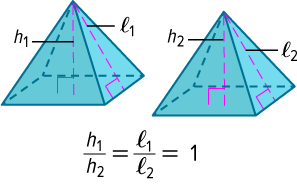 h₁ ℓ₁ h₂ ℓ₂
h₁/h₂ = ℓ₁/ℓ₂ = 1